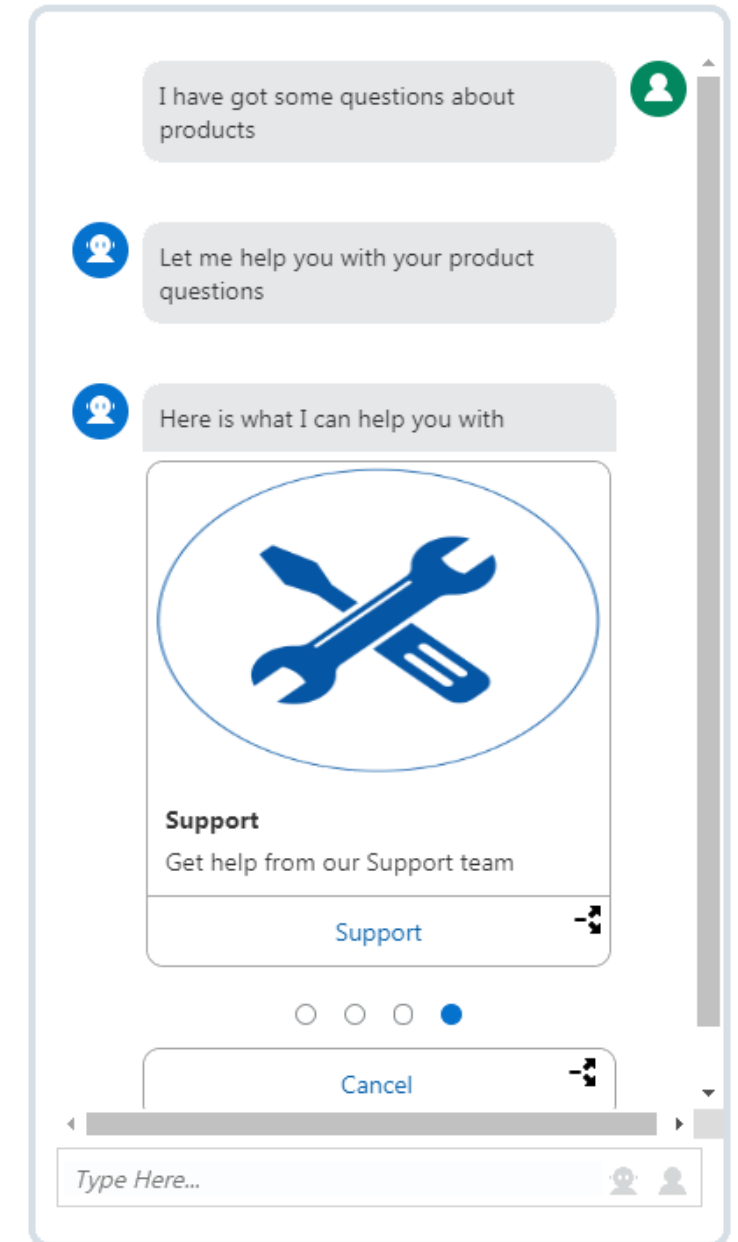 I have got some questions about
products
Let me help you with your product
questions
Here is what I can help you with
Support
Get help from our Support team
Support
Cancel
Type Here...